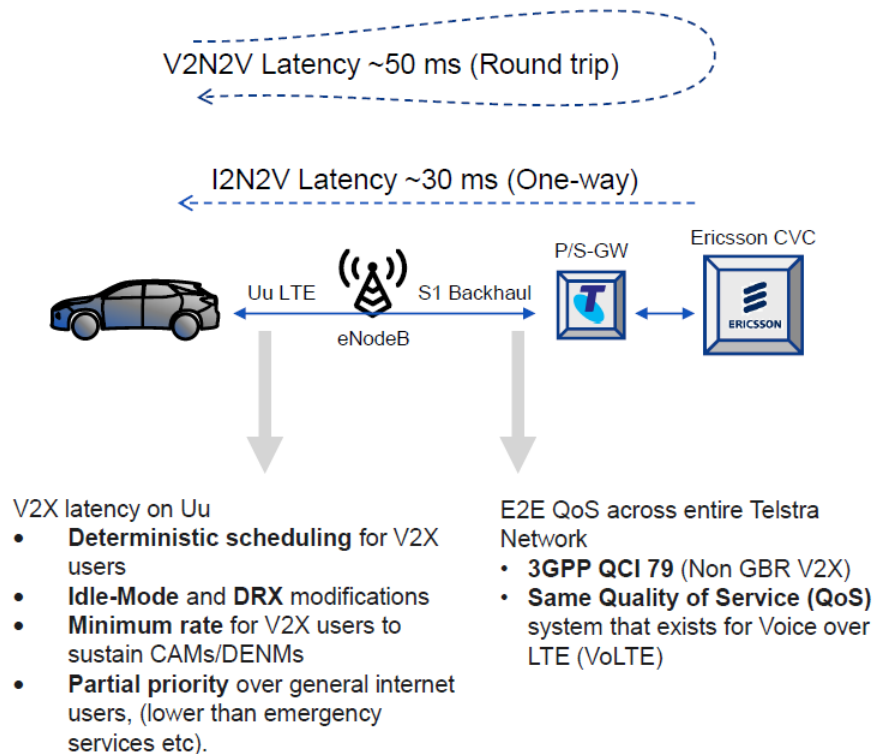 V2N2V Latency ~50 ms (Round trip)
I2N2V Latency ~30 ms (One-way)
Ericsson CVC
P/S-GW
Uu LTE
S1 Backhaul
eNodeB
T
ERICSSON
V2X latency on Uu
• Deterministic scheduling for V2X
users
• Idle-Mode and DRX modifications
• Minimum rate for V2X users to
sustain CAMs/DENMs
• Partial priority over general internet
users, (lower than emergency
services etc).
E2E QoS across entire Telstra
Network
• 3GPP QCI 79 (Non GBR V2X)
• Same Quality of Service (QoS)
system that exists for Voice over
LTE (VoLTE)